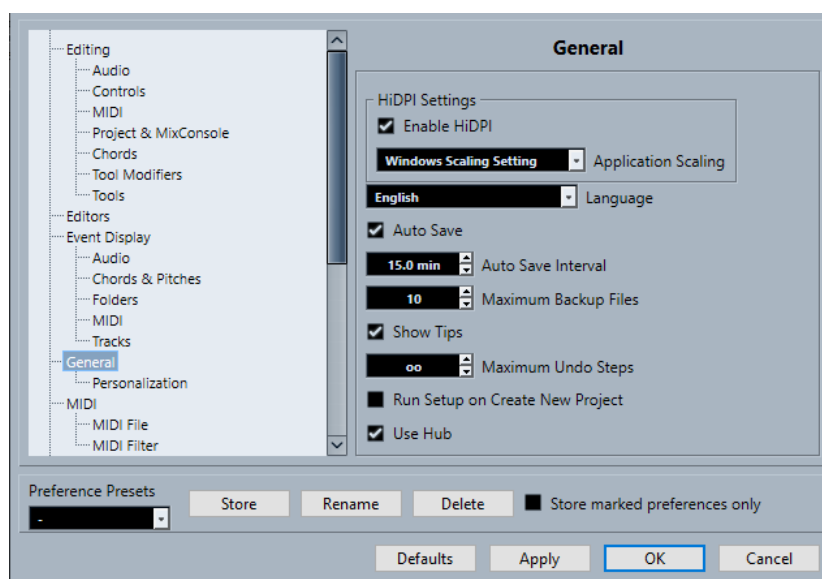 Editing
Audio
Controls
MIDI
Project & MixConsole
Chords
Tool Modifiers
Tools
Editors
Event Display
Audio
Chords & Pitches
Folders
MIDI
Tracks
General
Personalization
MIDI
MIDI File
MIDI Filter
General
HiDPI Settings
Enable HiDPI
Windows Scaling Setting Application Scaling
English Language
Auto Save
15.0 min Auto Save Interval
10 Maximum Backup Files
Show Tips
oo Maximum Undo Steps
Run Setup on Create New Project
Use Hub
Preference Presets
- Store Rename Delete Store marked preferences only
Defaults Apply OK Cancel